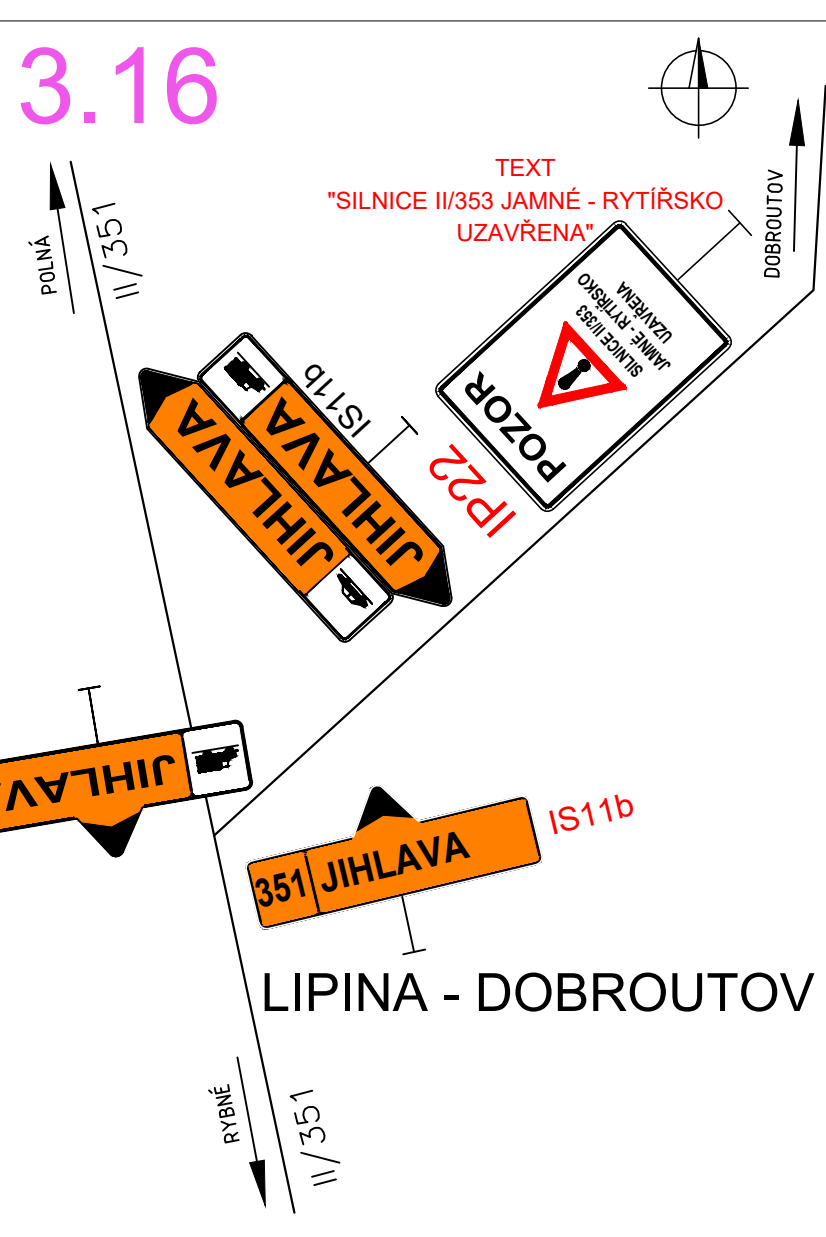 3.16
TEXT
"SILNICE II/353 JAMNÉ - RYTÍŘSKO
UZAVŘENA"
POLNÁ
II/351
DOBROUTOV
POZOR
SILNICE II/353
JAMNÉ - RYTÍŘSKO
UZAVŘENA
IP22
IS11b
JIHLAVA
JIHLAVA
JIHLAVA
351 JIHLAVA
IS11b
LIPINA - DOBROUTOV
RYBNÉ
II/351